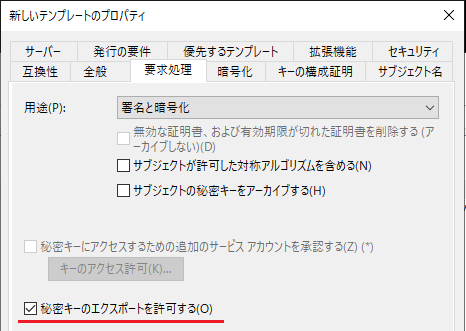 新しいテンプレートのプロパティ
サーバー 発行の要件 優先するテンプレート 拡張機能 セキュリティ
互換性 全般 要求処理 暗号化 キーの構成証明 サブジェクト名
用途(P): 署名と暗号化
無効な証明書、および有効期限が切れた証明書を削除する (ア
ーカイブしない)(D)
サブジェクトが許可した対称アルゴリズムを含める(N)
サブジェクトの秘密キーをアーカイブする(H)
秘密キーにアクセスするための追加のサービス アカウントを承認する(Z) (*)
キーのアクセス許可(K)...
秘密キーのエクスポートを許可する(O)